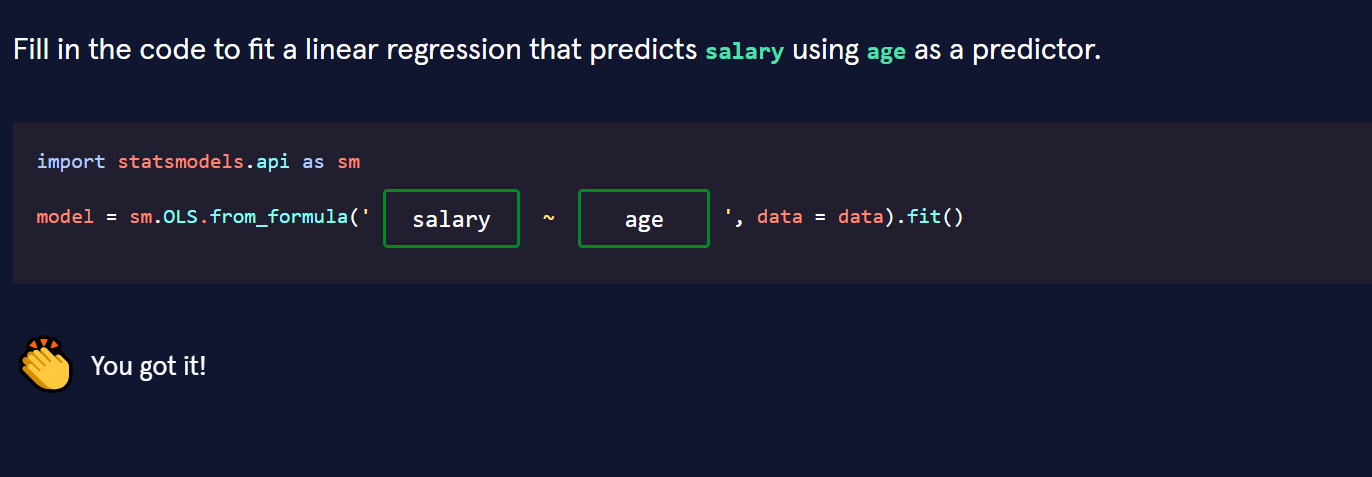 Fill in the code to fit a linear regression that predicts salary using age as a predictor.
import statsmodels.api as sm
model = sm.OLS.from_formula(' salary ~ age ', data = data).fit()
You got it!